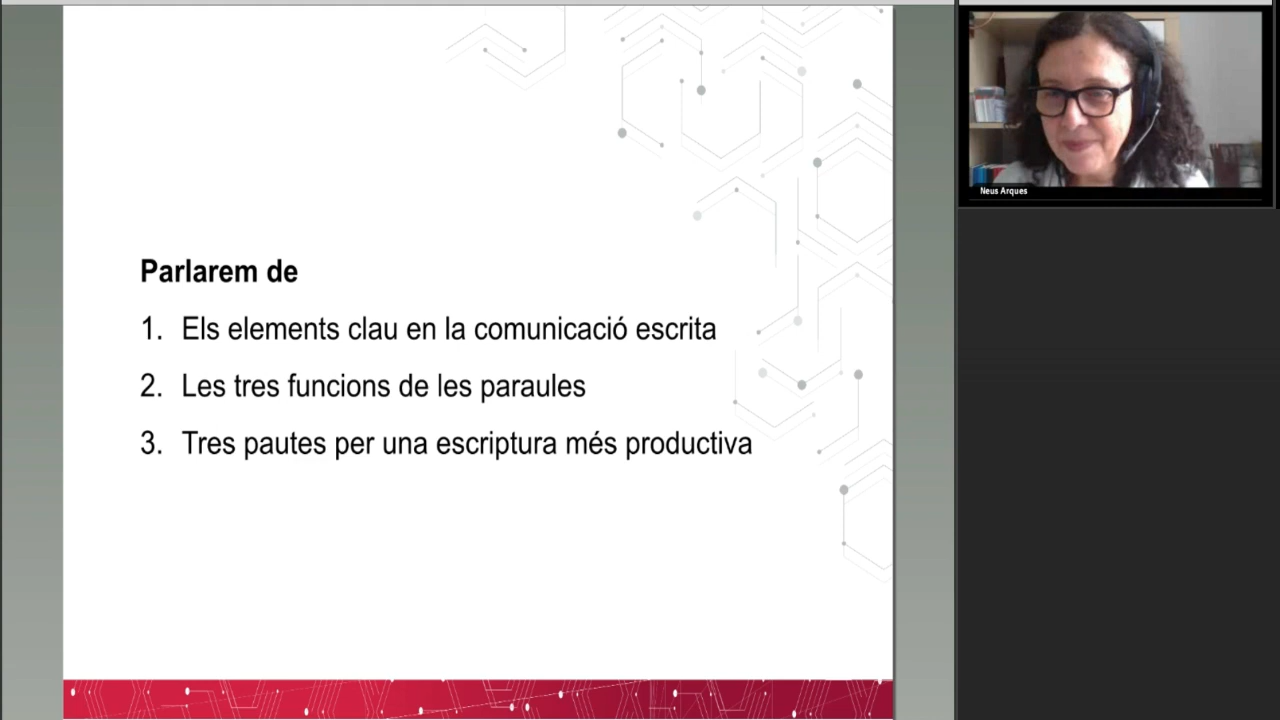 Parlarem de
1. Els elements clau en la comunicació escrita
2. Les tres funcions de les paraules
3. Tres pautes per una escriptura més productiva
Neus Arques